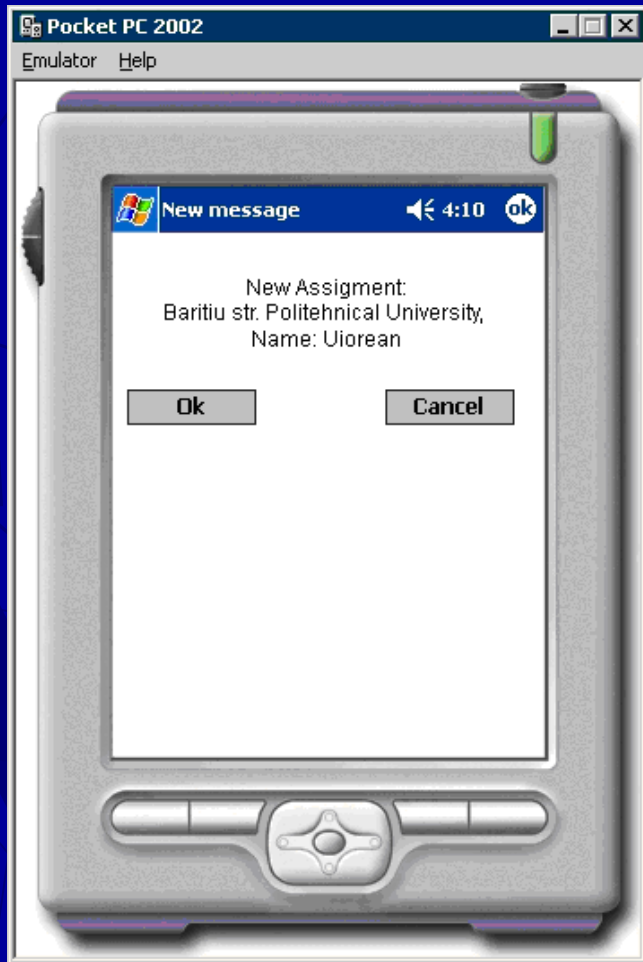 Pocket PC 2002
Emulator Help
New message 4:10 ok
New Assigment:
Baritiu str. Politehnical University,
Name: Uiorean
Ok Cancel